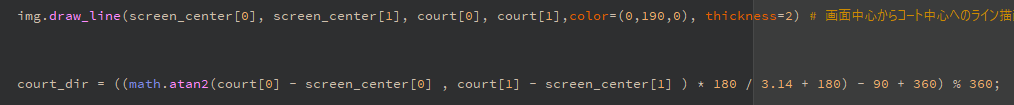 img.draw_line(screen_center[0], screen_center[1], court[0], court[1],color=(0,190,0), thickness=2) # 画面中心からコート中心へのライン描
court_dir = ((math.atan2(court[0] - screen_center[0] , court[1] - screen_center[1] ) * 180 / 3.14 + 180) - 90 + 360) % 360;